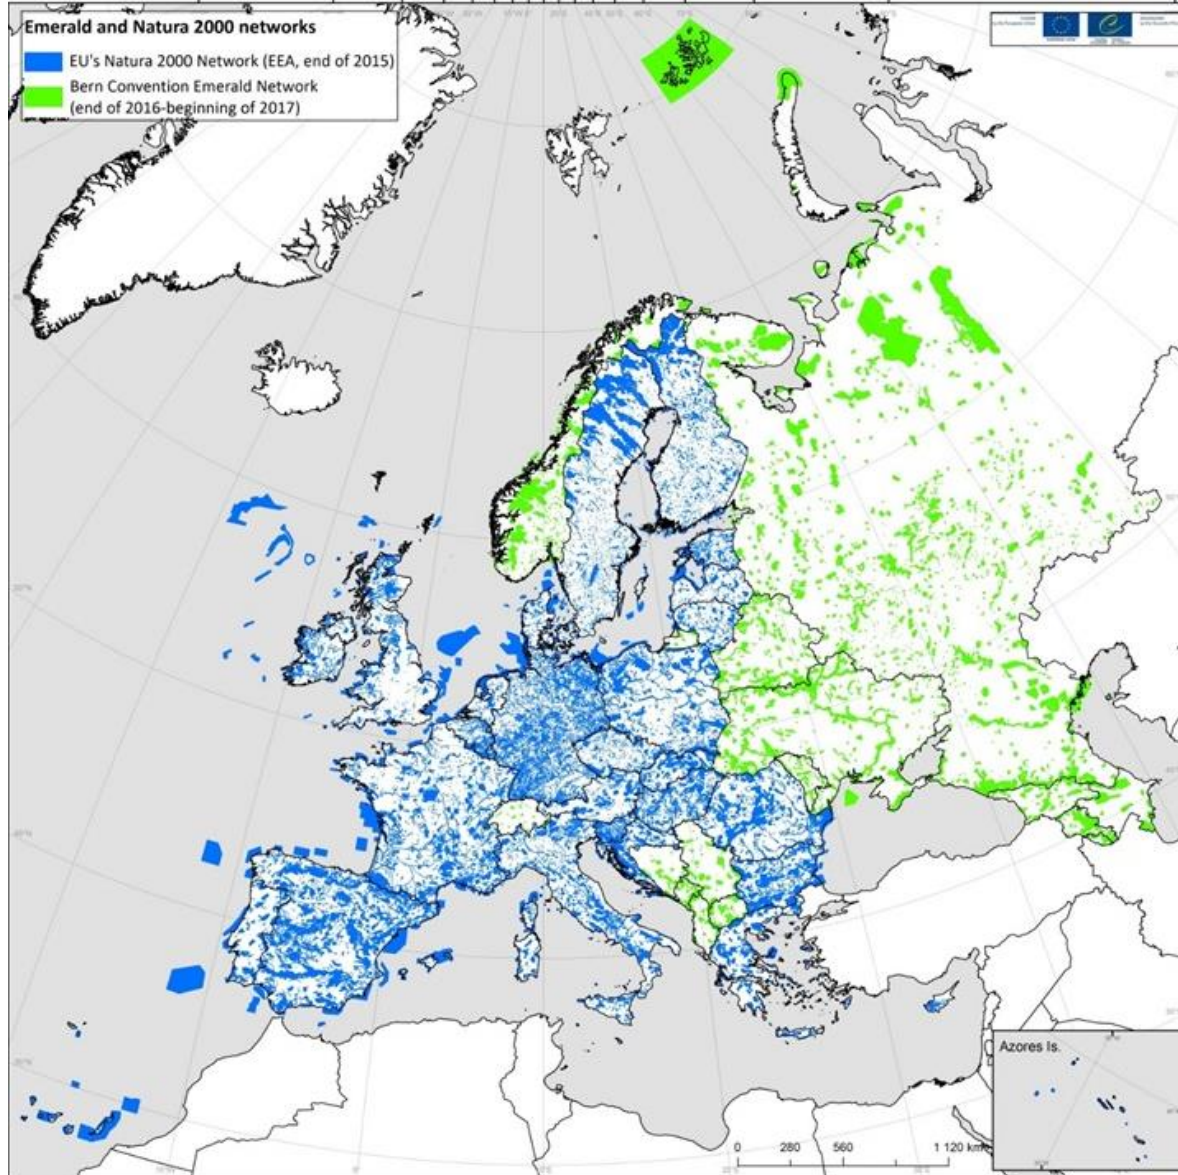 Emerald and Natura 2000 networks
EU's Natura 2000 Network (EEA, end of 2015)
Bern Convention Emerald Network
(end of 2016-beginning of 2017)
Azores Is.
0 280 560 1 120 km